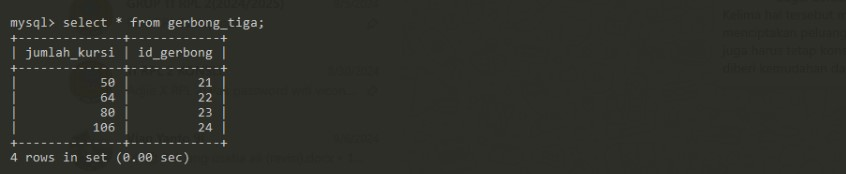 mysql> select * from gerbong_tiga;
+--------------+------------+
| jumlah_kursi | id_gerbong |
+--------------+------------+
|           50 |         21 |
|           64 |         22 |
|           80 |         23 |
|          106 |         24 |
+--------------+------------+
4 rows in set (0.00 sec)